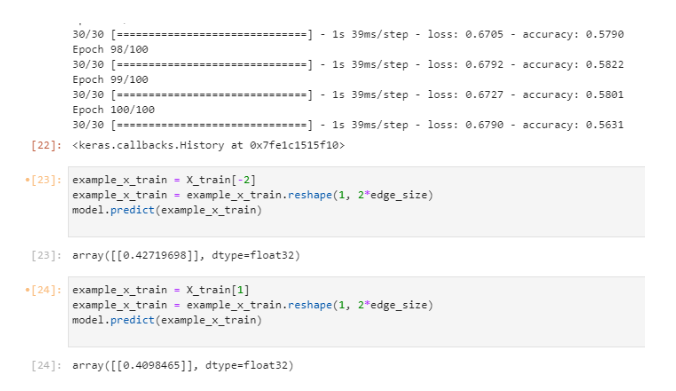 30/30 [==============================] - 1s 39ms/step - loss: 0.6705 - accuracy: 0.5790
Epoch 98/100
30/30 [==============================] - 1s 39ms/step - loss: 0.6792 - accuracy: 0.5822
Epoch 99/100
30/30 [==============================] - 1s 39ms/step - loss: 0.6727 - accuracy: 0.5801
Epoch 100/100
30/30 [==============================] - 1s 39ms/step - loss: 0.6790 - accuracy: 0.5631
[22]: <keras.callbacks.History at 0x7fe1c1515f10>
•[23]: example_x_train = X_train[-2]
example_x_train = example_x_train.reshape(1, 2*edge_size)
model.predict(example_x_train)
[23]: array([[0.42719698]], dtype=float32)
•[24]: example_x_train = X_train[1]
example_x_train = example_x_train.reshape(1, 2*edge_size)
model.predict(example_x_train)
[24]: array([[0.4098465]], dtype=float32)